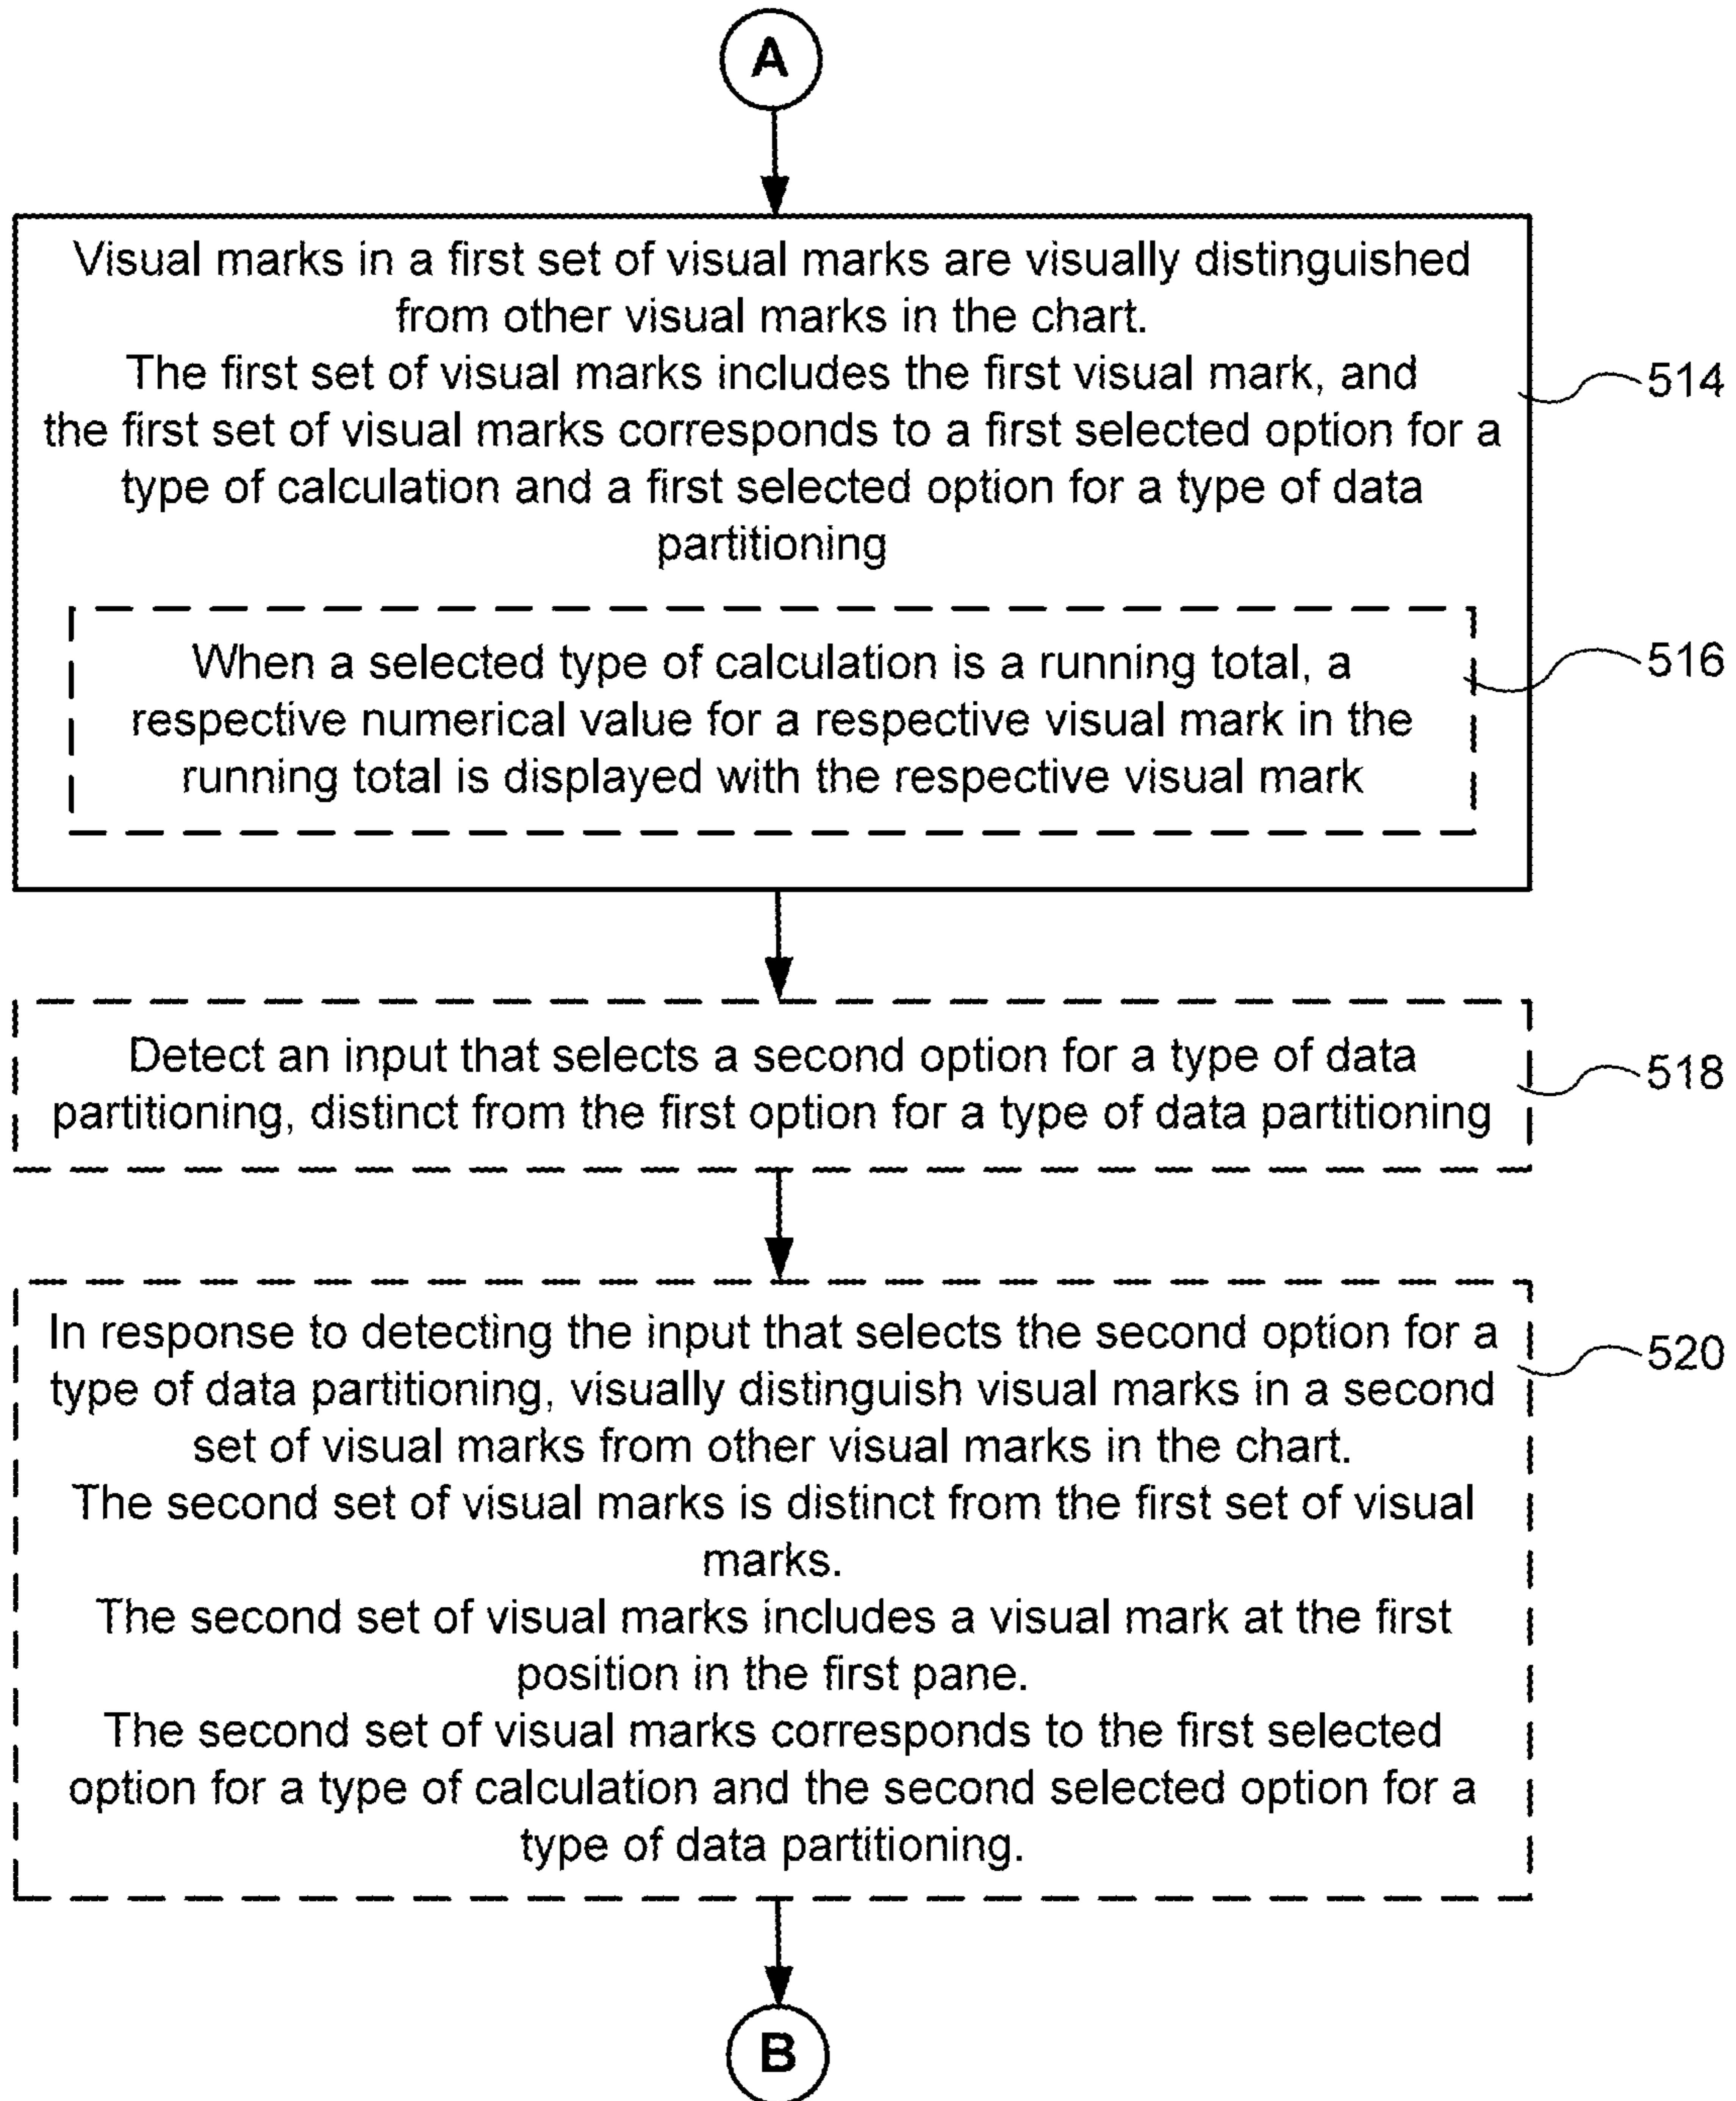 A
Visual marks in a first set of visual marks are visually distinguished
from other visual marks in the chart.
The first set of visual marks includes the first visual mark, and
the first set of visual marks corresponds to a first selected option for a
type of calculation and a first selected option for a type of data
partitioning
514
When a selected type of calculation is a running total, a
respective numerical value for a respective visual mark in the
running total is displayed with the respective visual mark
516
Detect an input that selects a second option for a type of data
partitioning, distinct from the first option for a type of data partitioning
518
In response to detecting the input that selects the second option for a
type of data partitioning, visually distinguish visual marks in a second
set of visual marks from other visual marks in the chart.
The second set of visual marks is distinct from the first set of visual
marks.
The second set of visual marks includes a visual mark at the first
position in the first pane.
The second set of visual marks corresponds to the first selected
option for a type of calculation and the second selected option for a
type of data partitioning.
520
B